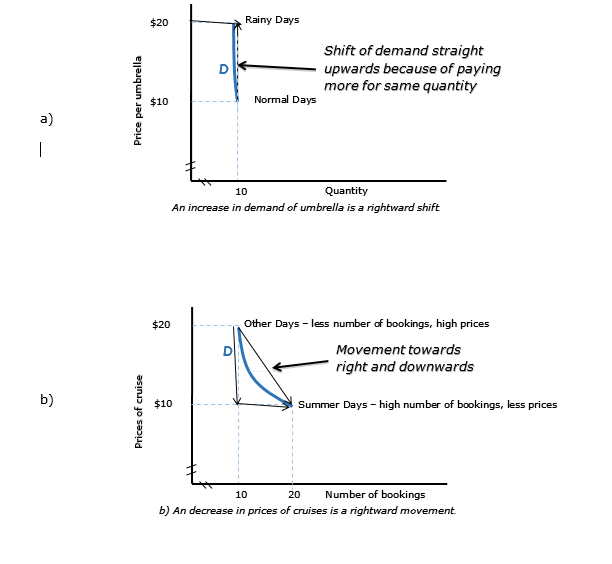 $20
Rainy Days
Shift of demand straight
upwards because of paying
more for same quantity
D
Price per umbrella
$10
Normal Days
a)
10
Quantity
An increase in demand of umbrella is a rightward shift.
$20
Other Days – less number of bookings, high prices
D
Movement towards
right and downwards
b)
$10
Summer Days – high number of bookings, less prices
Prices of cruise
10
20
Number of bookings
b) An decrease in prices of cruises is a rightward movement.